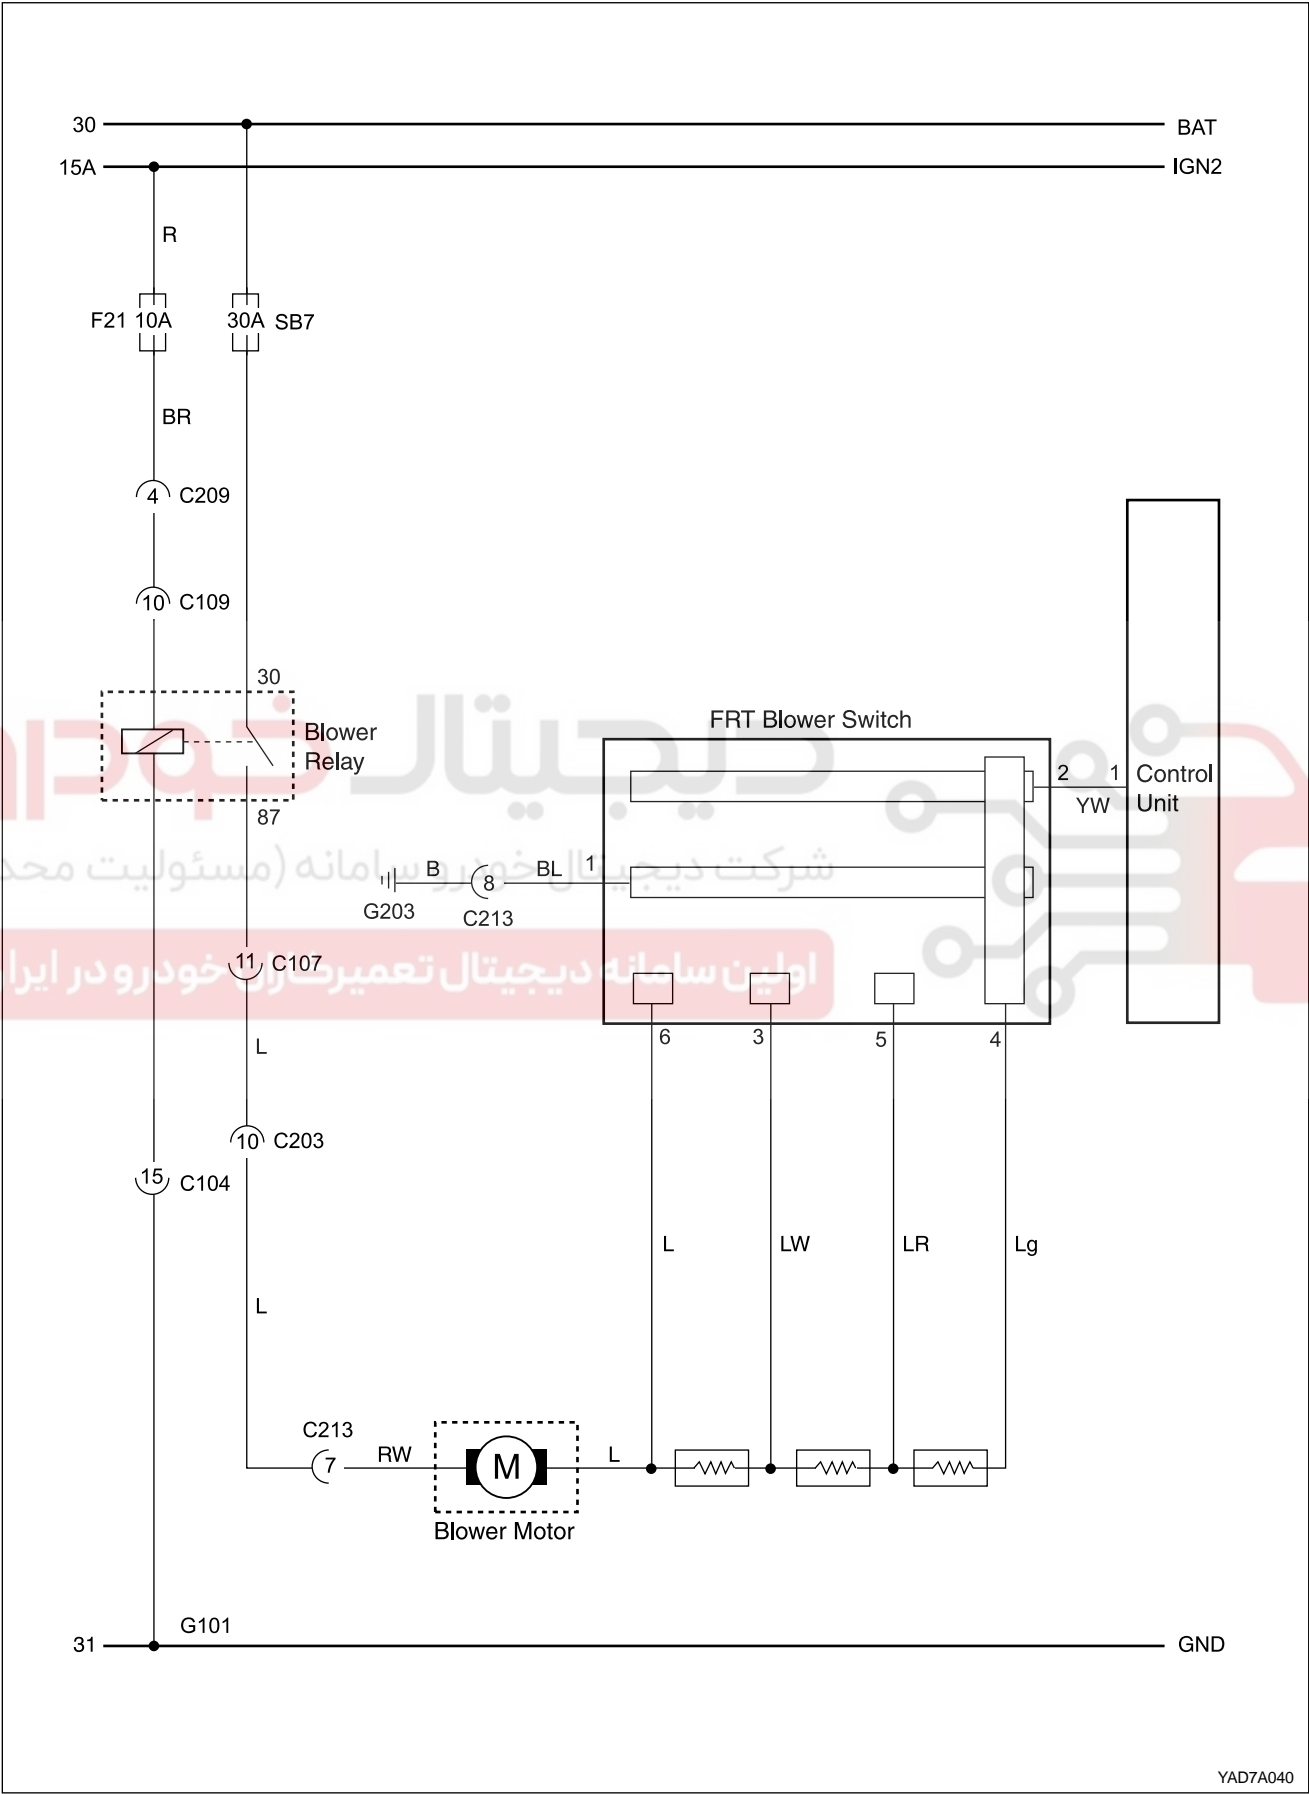 30
BAT
15A
IGN2
R
F21
10A
30A
SB7
BR
4
C209
10
C109
30
Blower
Relay
87
FRT Blower Switch
2
1
Control
Unit
YW
دیجیتال خودرو
شرکت دیجیتال خودرو سامانه (مسئولیت محد
B
8
BL
1
G203
C213
11
C107
اولین سامانه دیجیتال تعمیرکاران خودرو در ایرا
6
3
5
4
L
10
C203
15
C104
L
LW
LR
Lg
L
C213
7
RW
M
L
Blower Motor
G101
31
GND
YAD7A040